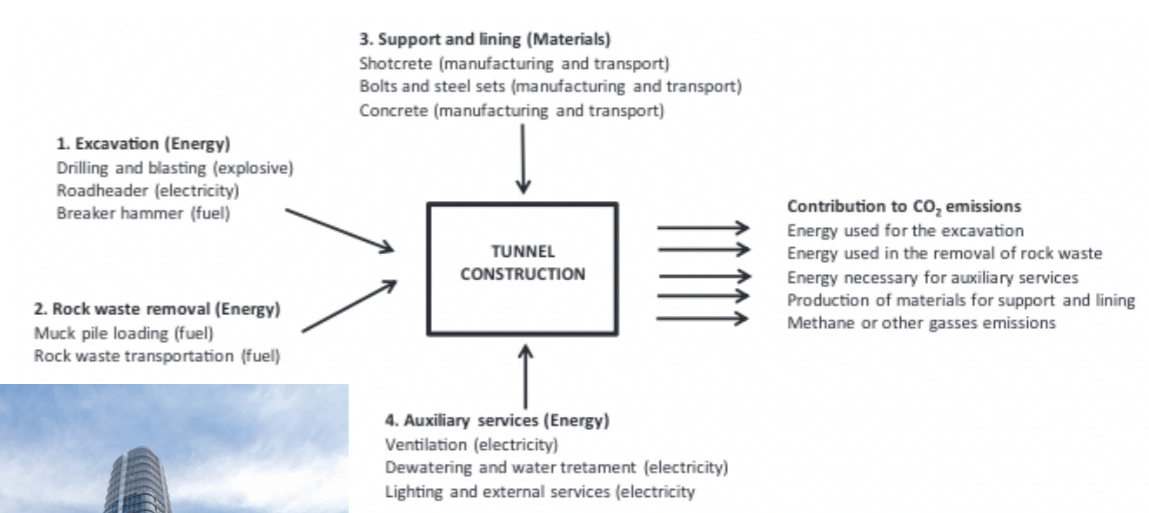 3. Support and lining (Materials)
Shotcrete (manufacturing and transport)
Bolts and steel sets (manufacturing and transport)
Concrete (manufacturing and transport)
1. Excavation (Energy)
Drilling and blasting (explosive)
Roadheader (electricity)
Breaker hammer (fuel)
TUNNEL
CONSTRUCTION
Contribution to CO₂ emissions
Energy used for the excavation
Energy used in the removal of rock waste
Energy necessary for auxiliary services
Production of materials for support and lining
Methane or other gasses emissions
2. Rock waste removal (Energy)
Muck pile loading (fuel)
Rock waste transportation (fuel)
4. Auxiliary services (Energy)
Ventilation (electricity)
Dewatering and water tretament (electricity)
Lighting and external services (electricity